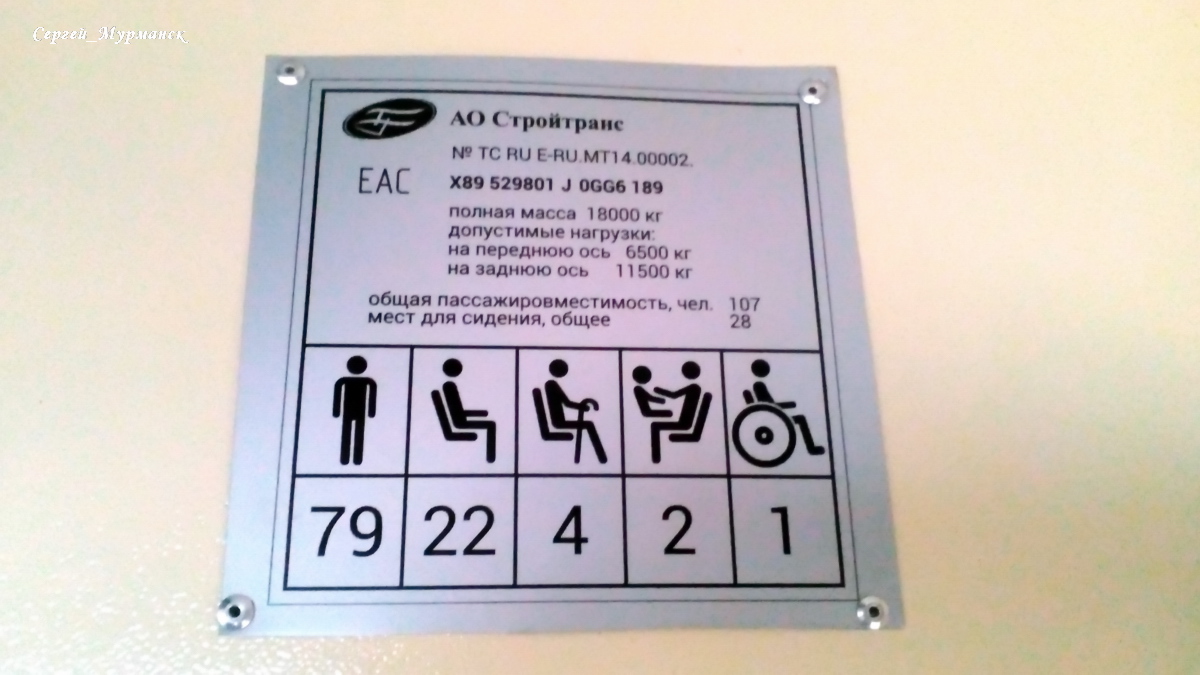 Сергей_Мурманск
АО Стройтранс
№ ТС RU E-RU.МТ14.00002.
EAC
X89 529801 J 0GG6 189
полная масса 18000 кг
допустимые нагрузки:
на переднюю ось 6500 кг
на заднюю ось 11500 кг
общая пассажировместимость, чел. 107
мест для сидения, общее 28
79 22 4 2 1